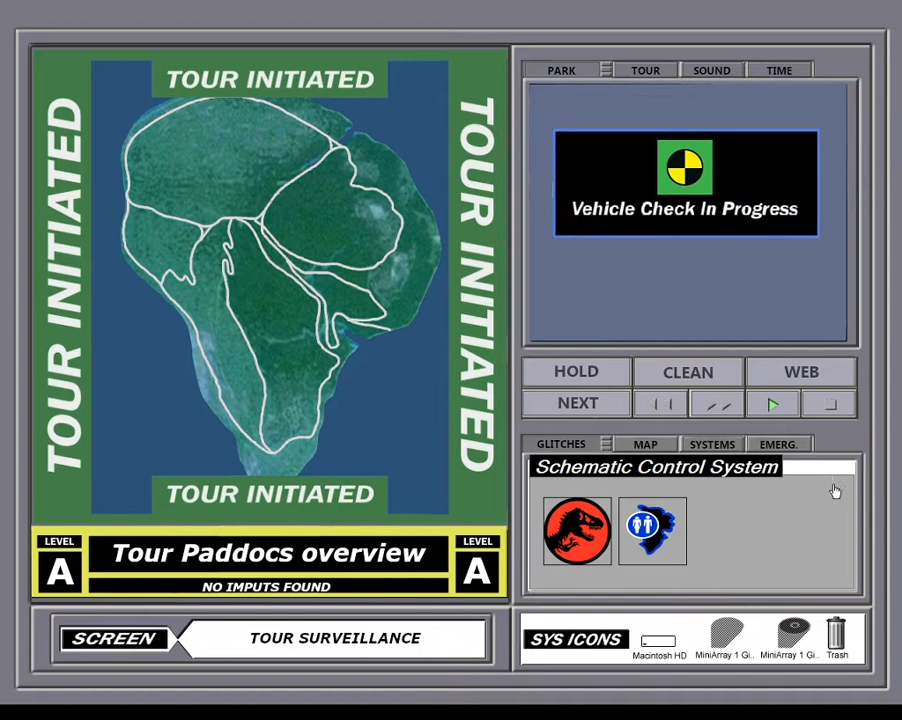 TOUR INITIATED
TOUR INITIATED
TOUR INITIATED
TOUR INITIATED
LEVEL
A
Tour Paddocs overview
NO IMPUTS FOUND
LEVEL
A
SCREEN
TOUR SURVEILLANCE
PARK
TOUR
SOUND
TIME
Vehicle Check In Progress
HOLD
CLEAN
WEB
NEXT
GLITCHES
MAP
SYSTEMS
EMERG.
Schematic Control System
SYS ICONS
Macintosh HD
MiniArray 1 Gi..
MiniArray 1 Gi..
Trash